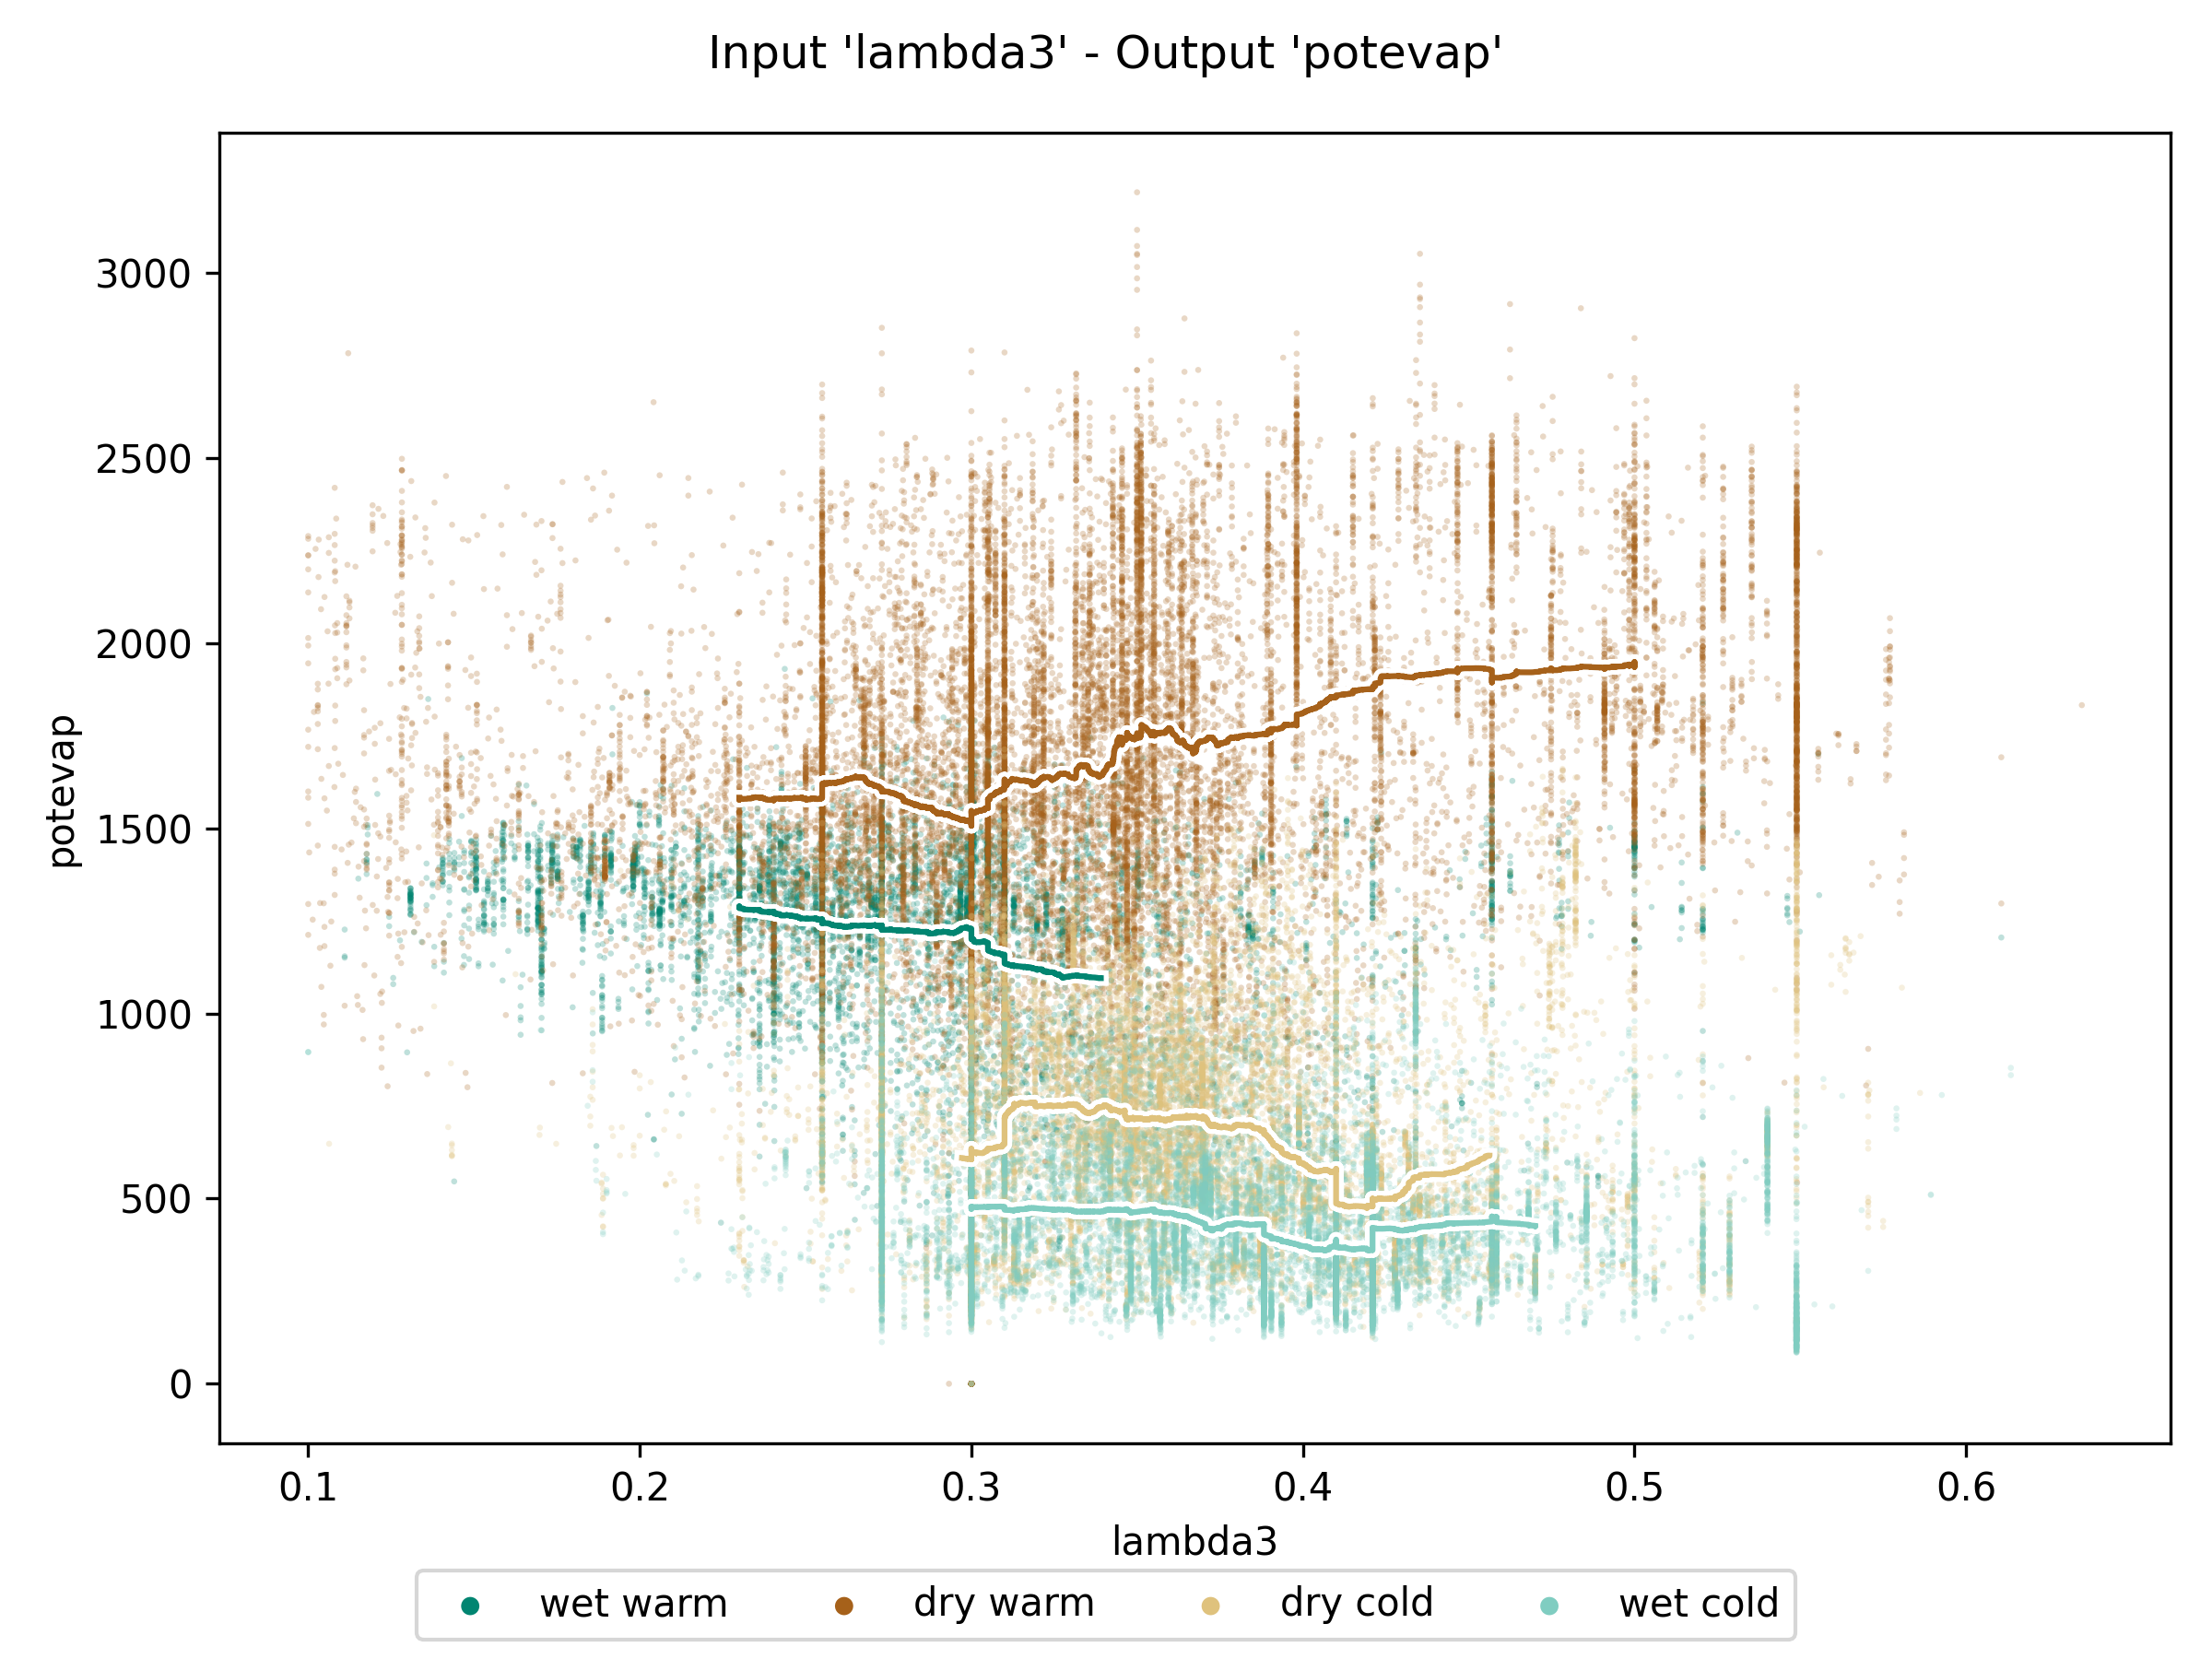 Input 'lambda3' - Output 'potevap'
potevap
3000
2500
2000
1500
1000
500
0
0.1 0.2 0.3 0.4 0.5 0.6
lambda3
wet warm dry warm dry cold wet cold